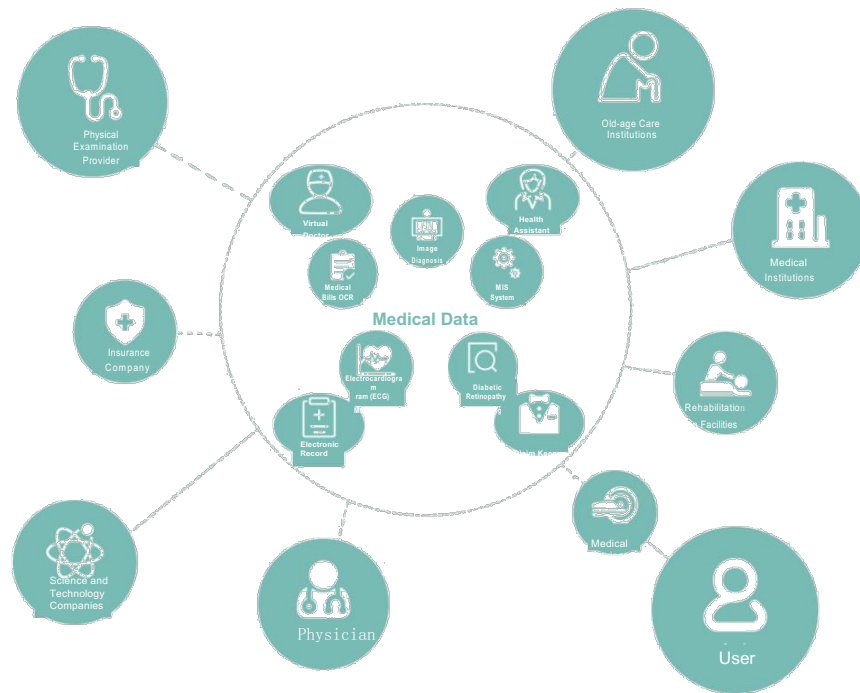 Physical
Examination
Provider
Old-age Care
Institutions
Virtual
Image
Diagnosis
Health
Assistant
Medical
Institutions
Medical
Bills OCR
MIS
System
Medical Data
Insurance
Company
Electrocardiogra
m
ram (ECG)
Diabetic
Retinopathy
Rehabilitatio
n Facilities
Electronic
Record
Medical
Science and
Technology
Companies
Physician
User